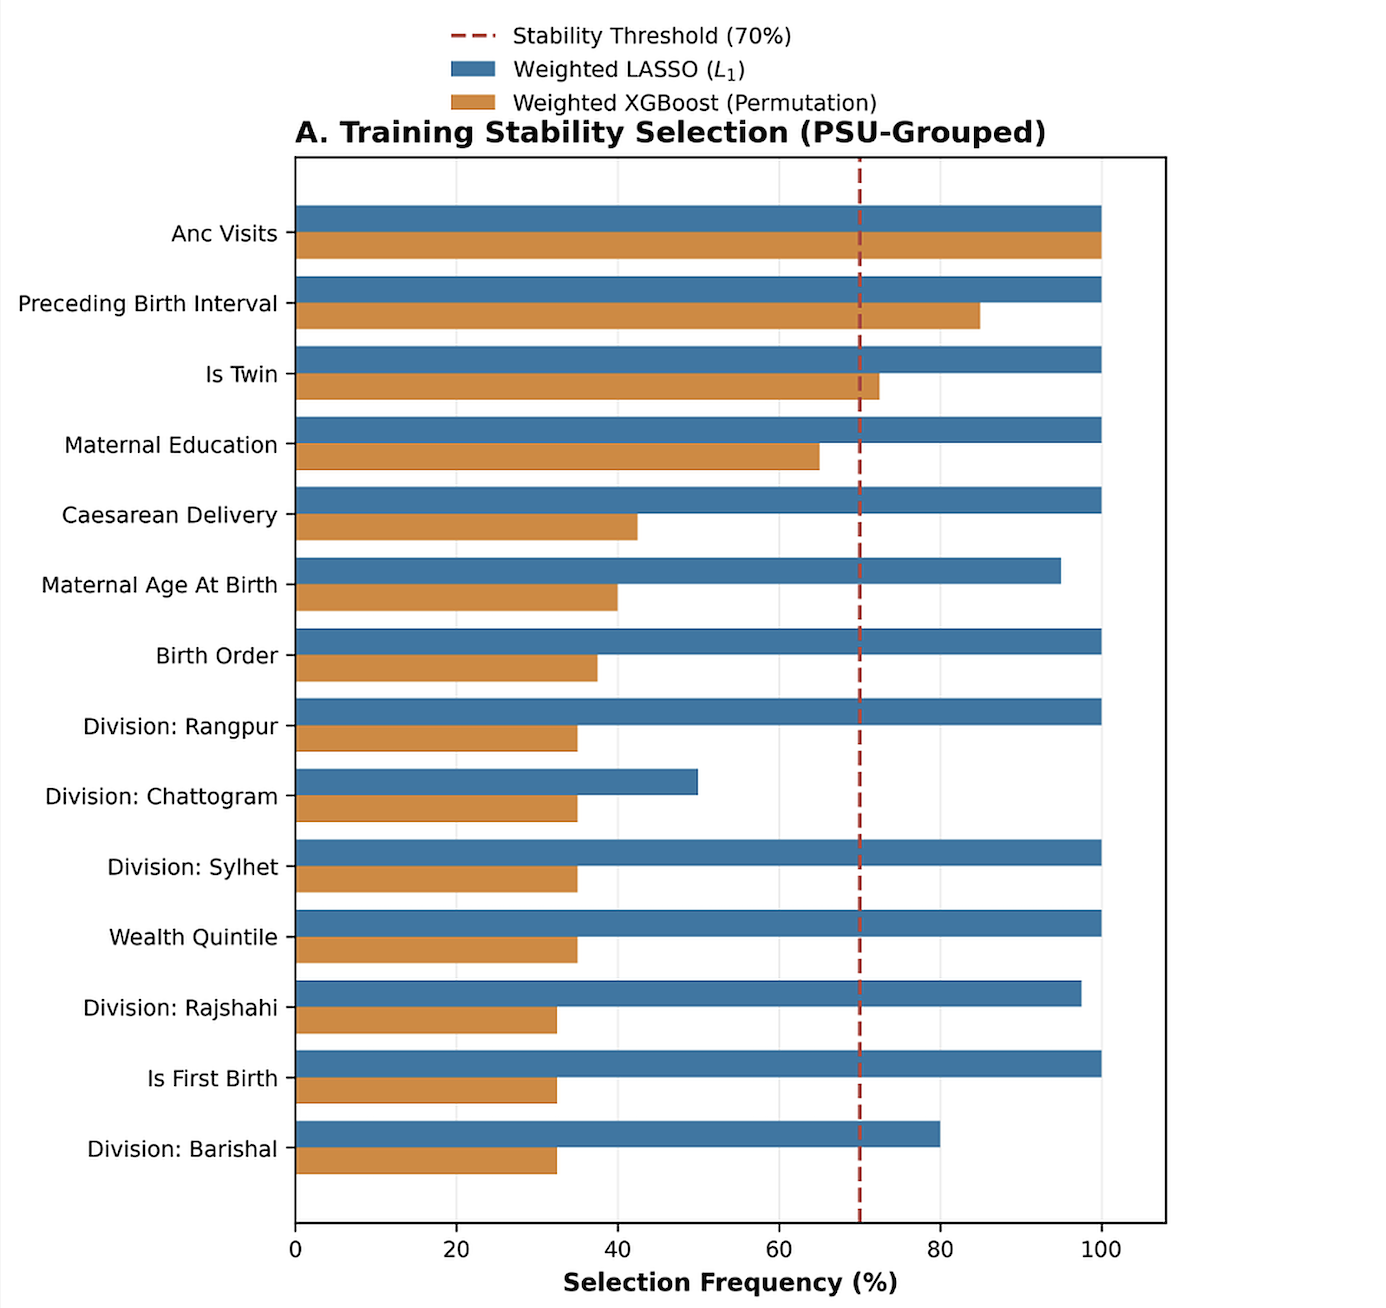 Stability Threshold (70%)
Weighted LASSO (L₁)
Weighted XGBoost (Permutation)
A. Training Stability Selection (PSU-Grouped)
Anc Visits
Preceding Birth Interval
Is Twin
Maternal Education
Caesarean Delivery
Maternal Age At Birth
Birth Order
Division: Rangpur
Division: Chattogram
Division: Sylhet
Wealth Quintile
Division: Rajshahi
Is First Birth
Division: Barishal
0 20 40 60 80 100
Selection Frequency (%)